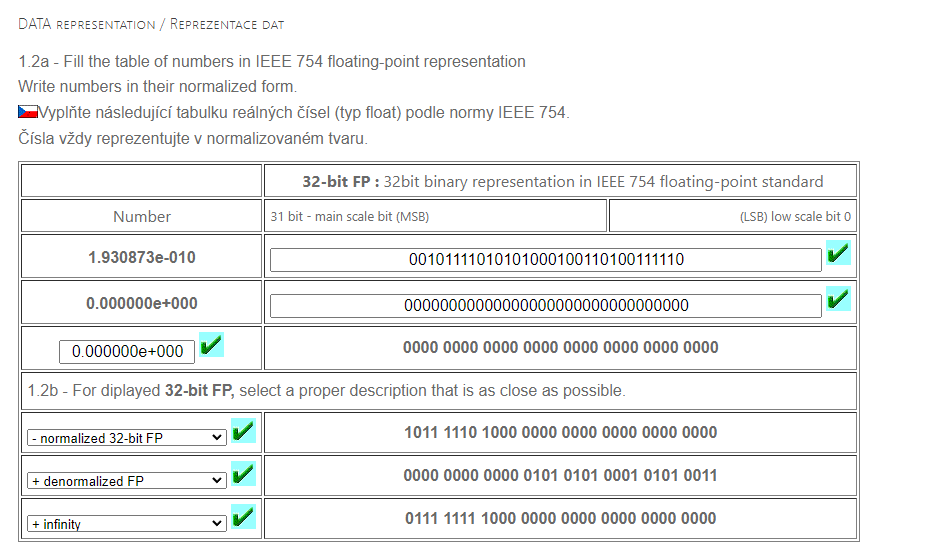 DATA REPRESENTATION / REPREZENTACE DAT
1.2a - Fill the table of numbers in IEEE 754 floating-point representation
Write numbers in their normalized form.
Vyplňte následující tabulku reálných čísel (typ float) podle normy IEEE 754.
Čísla vždy reprezentujte v normalizovaném tvaru.
32-bit FP : 32bit binary representation in IEEE 754 floating-point standard
Number 31 bit - main scale bit (MSB) (LSB) low scale bit 0
1.930873e-010 00101111010101000100110100111110
0.000000e+000 00000000000000000000000000000000
0.000000e+000 0000 0000 0000 0000 0000 0000 0000 0000
1.2b - For diplayed 32-bit FP, select a proper description that is as close as possible.
- normalized 32-bit FP 1011 1110 1000 0000 0000 0000 0000 0000
+ denormalized FP 0000 0000 0000 0101 0101 0001 0101 0011
+ infinity 0111 1111 1000 0000 0000 0000 0000 0000